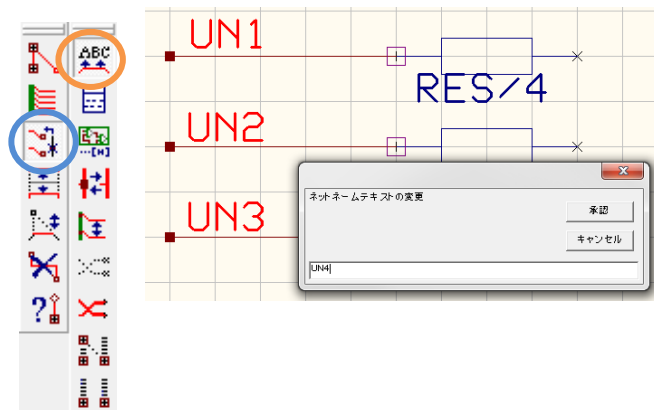 ABC
...[N]
?
UN1
RES/4
UN2
UN3
ネットネームテキストの変更
承認
キャンセル
UN4